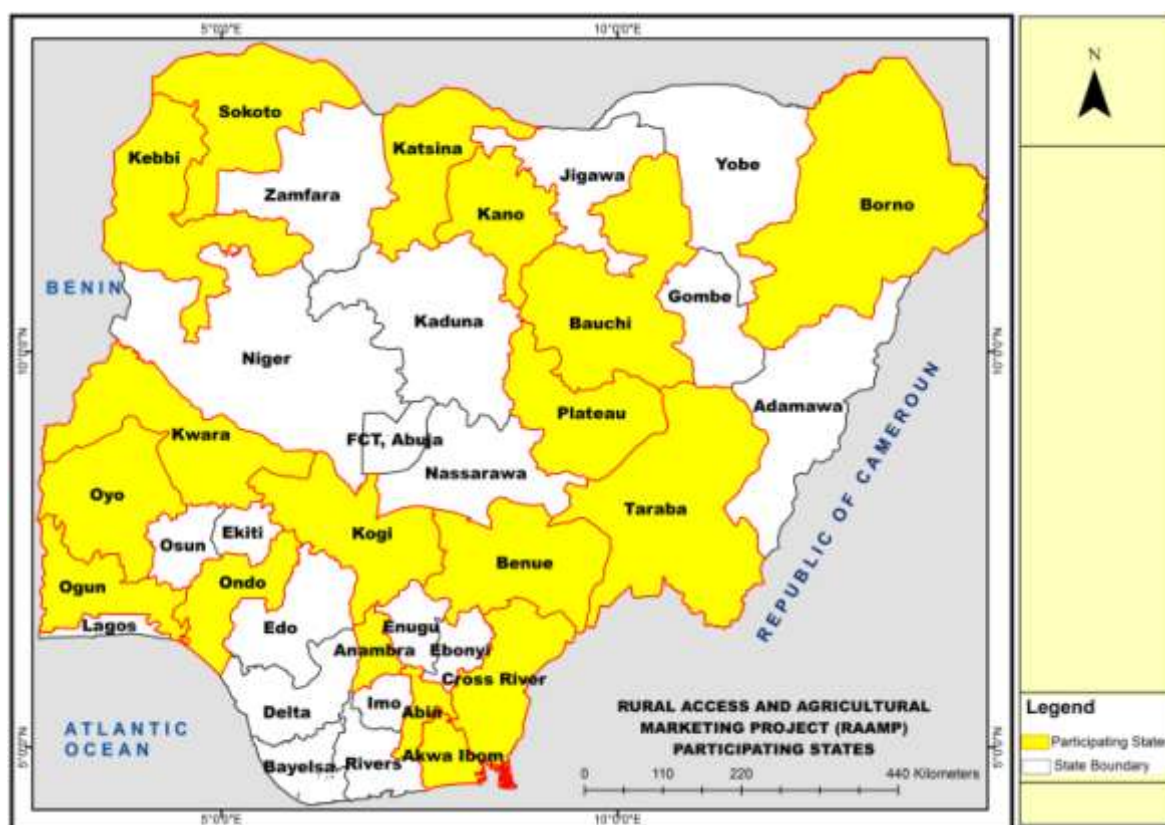 5°0'0"E
10°0'0"E
N
Sokoto
Kebbi
Katsina
Zamfara
Jigawa
Yobe
Kano
Borno
BENIN
10°0'0"N
Niger
Kaduna
Bauchi
Gombe
10°0'0"N
Plateau
Adamawa
Kwara
FCT, Abuja
Nassarawa
Oyo
Taraba
Osun
Ekiti
Kogi
Benue
Ogun
Ondo
REPUBLIC OF CAMEROUN
Lagos
Edo
Enugu
Anambra
Ebonyi
Cross River
Imo
Abia
Delta
Akwa Ibom
Bayelsa
Rivers
ATLANTIC
OCEAN
5°0'0"N
RURAL ACCESS AND AGRICULTURAL
MARKETING PROJECT (RAAMP)
PARTICIPATING STATES
0 110 220 440 Kilometers
5°0'0"N
5°0'0"E
10°0'0"E
Legend
Participating State
State Boundary